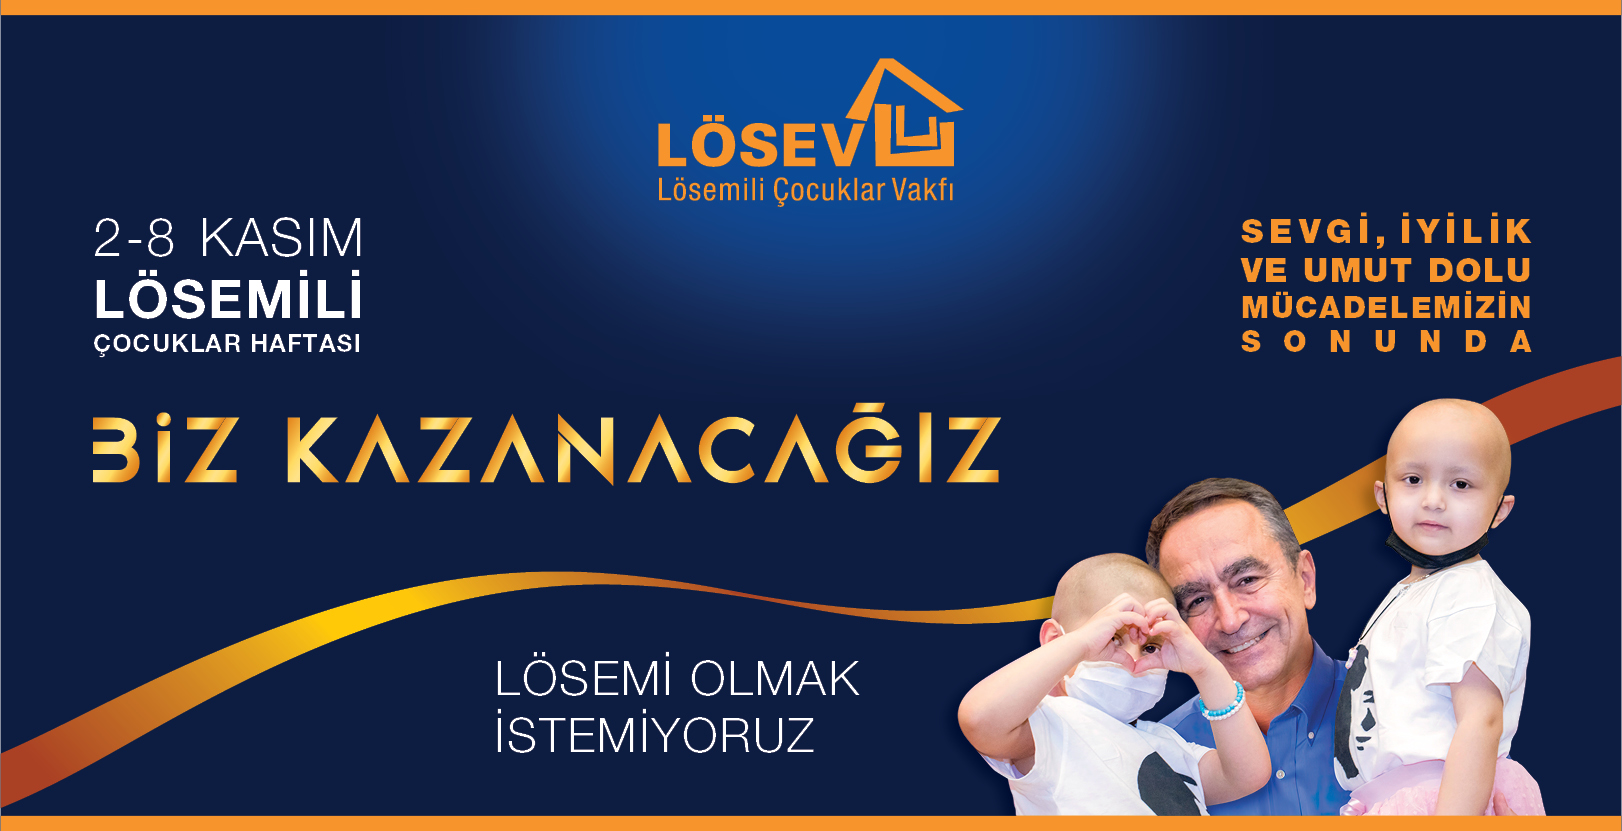 LÖSEV
Lösemili Çocuklar Vakfı
2-8 KASIM
LÖSEMİLİ
ÇOCUKLAR HAFTASI
SEVGİ, İYİLİK
VE UMUT DOLU
MÜCADELEMİZİN
SONUNDA
BİZ KAZANACAĞIZ
LÖSEMİ OLMAK
İSTEMİYORUZ